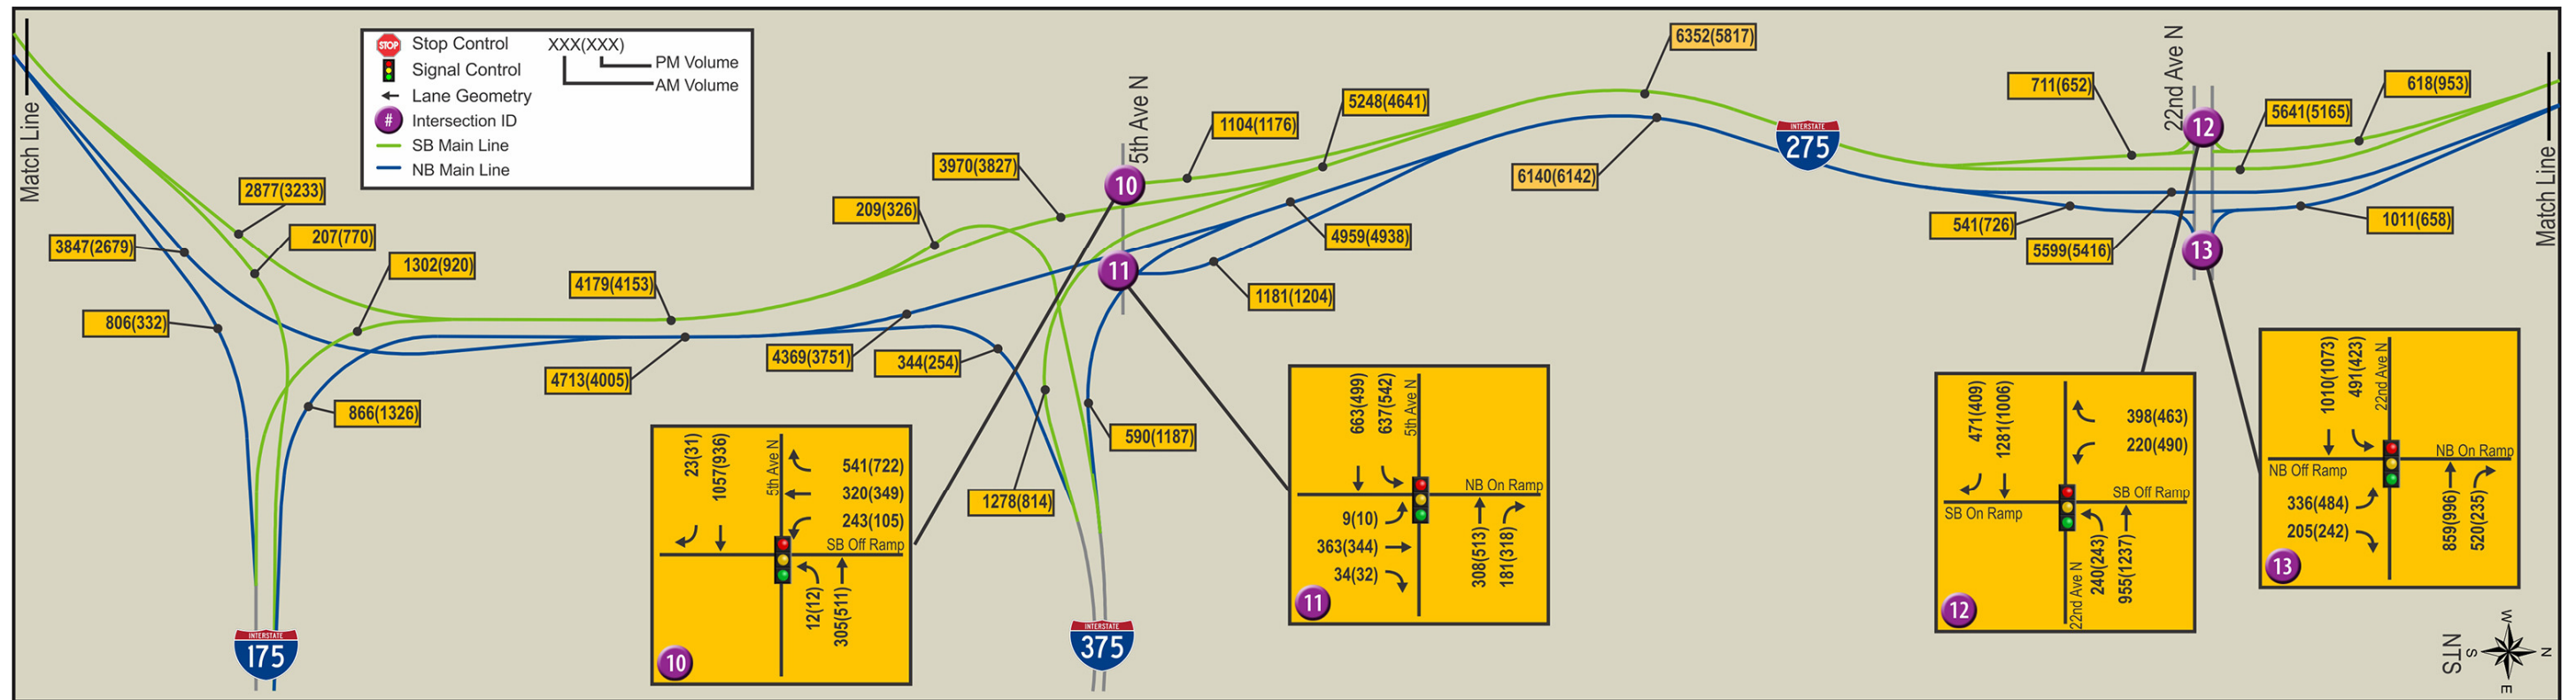 Match Line
STOP
Stop Control
Signal Control
Lane Geometry
#
Intersection ID
SB Main Line
NB Main Line
XXX(XXX)
PM Volume
AM Volume
2877(3233)
207(770)
3847(2679)
1302(920)
806(332)
866(1326)
INTERSTATE
175
4179(4153)
4713(4005)
209(326)
3970(3827)
4369(3751)
344(254)
1278(814)
590(1187)
INTERSTATE
375
5th Ave N
10
11
1104(1176)
5248(4641)
4959(4938)
1181(1204)
6352(5817)
6140(6142)
INTERSTATE
275
711(652)
22nd Ave N
12
13
5641(5165)
618(953)
541(726)
5599(5416)
1011(658)
Match Line
23(31)
1057(936)
5th Ave N
541(722)
320(349)
243(105)
SB Off Ramp
12(12)
305(511)
10
663(499)
637(542)
5th Ave N
NB On Ramp
9(10)
363(344)
34(32)
308(513)
181(318)
11
471(409)
1281(1006)
398(463)
220(490)
SB Off Ramp
SB On Ramp
22nd Ave N
240(243)
955(1237)
12
1010(1073)
491(423)
22nd Ave N
NB On Ramp
NB Off Ramp
336(484)
205(242)
859(996)
520(235)
13
NTS
W
S
N
E